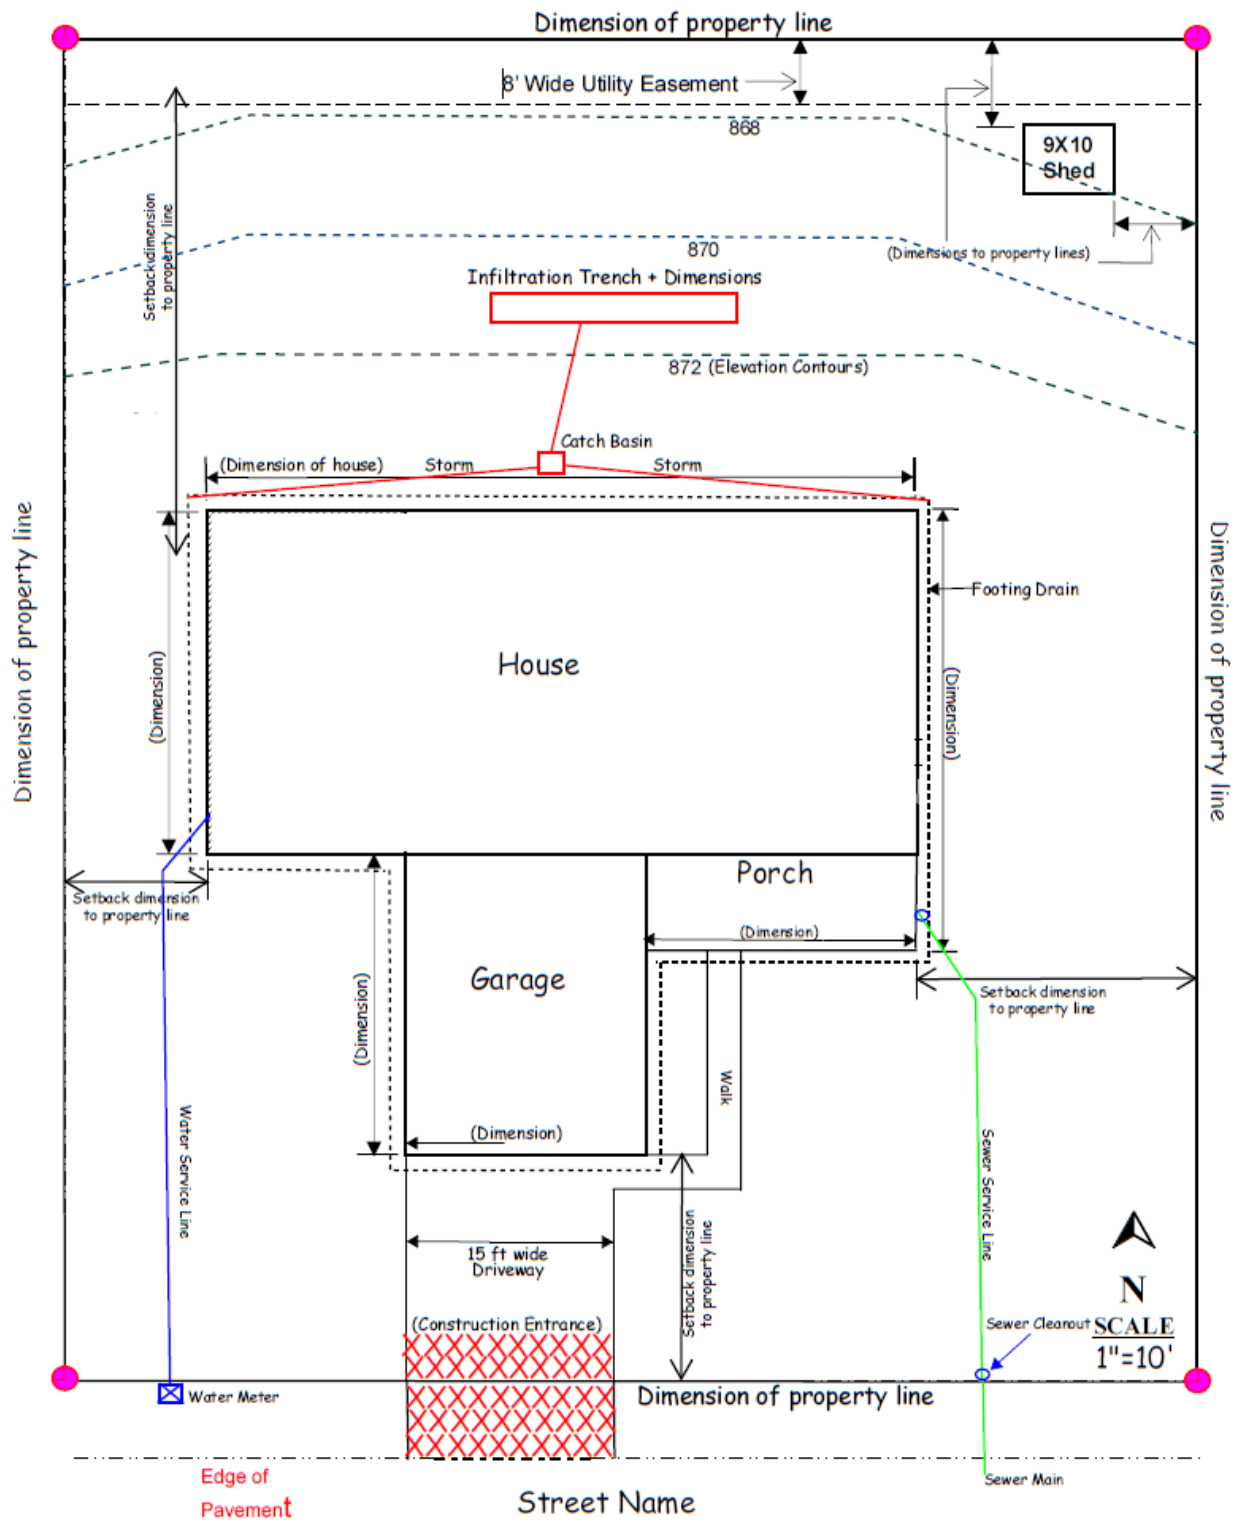 Dimension of property line
8' Wide Utility Easement
868
9X10
Shed
Setback dimension
to property line
870
(Dimensions to property lines)
Infiltration Trench + Dimensions
872 (Elevation Contours)
Catch Basin
(Dimension of house)
Storm
Storm
Dimension of property line
Dimension of property line
Footing Drain
House
(Dimension)
(Dimension)
Porch
Setback dimension
to property line
(Dimension)
Garage
Setback dimension
to property line
(Dimension)
Walk
(Dimension)
Water Service Line
Sewer Service Line
Setback dimension
to property line
15 ft wide
Driveway
N
(Construction Entrance)
Sewer Cleanout
SCALE
1"=10'
Water Meter
Dimension of property line
Edge of
Pavement
Sewer Main
Street Name